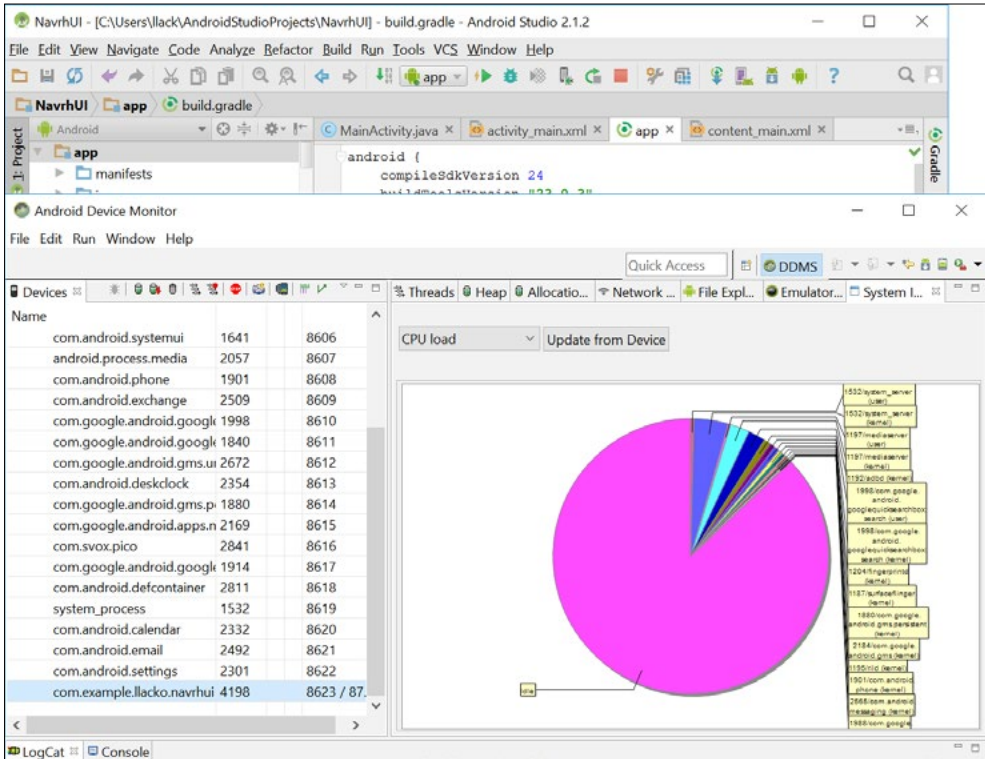 NavrhUI - [C:\Users\llack\AndroidStudioProjects\NavrhUI] - build.gradle - Android Studio 2.1.2
File Edit View Navigate Code Analyze Refactor Build Run Tools VCS Window Help
app
NavrhUI app build.gradle
Android MainActivity.java activity_main.xml app content_main.xml
1: Project
Gradle
app
manifests
android {
compileSdkVersion 24
Android Device Monitor
File Edit Run Window Help
Quick Access DDMS
Devices Threads Heap Allocatio... Network ... File Expl... Emulator... System I...
Name
CPU load Update from Device
com.android.systemui 1641 8606
android.process.media 2057 8607
com.android.phone 1901 8608
com.android.exchange 2509 8609
com.google.android.googl 1998 8610
com.google.android.googl 1840 8611
com.google.android.gms.ur 2672 8612
com.android.deskclock 2354 8613
com.google.android.gms.pe 1880 8614
com.google.android.apps.n 2169 8615
com.svox.pico 2841 8616
com.google.android.googl 1914 8617
com.android.defcontainer 2811 8618
system_process 1532 8619
com.android.calendar 2332 8620
com.android.email 2492 8621
com.android.settings 2301 8622
com.example.llacko.navrhui 4198 8623 / 87.
1532/system_server
(user)
1532/system_server
(kernel)
1197/mediaserver
(user)
1197/mediaserver
(kernel)
1192/adbd (kernel)
1998/com.google.
android.
googlequicksearchbox:
search (user)
1998/com.google.
android.
googlequicksearchbox:
search (kernel)
1204/fingerprintd
(kernel)
1187/surfaceflinger
(kernel)
1880/com.google.
android.gms.persistent
(kernel)
2184/com.google.
android.gms (kernel)
1195/rild (kernel)
1901/com.android.
phone (kernel)
android.
messaging (kernel)
idle
LogCat Console